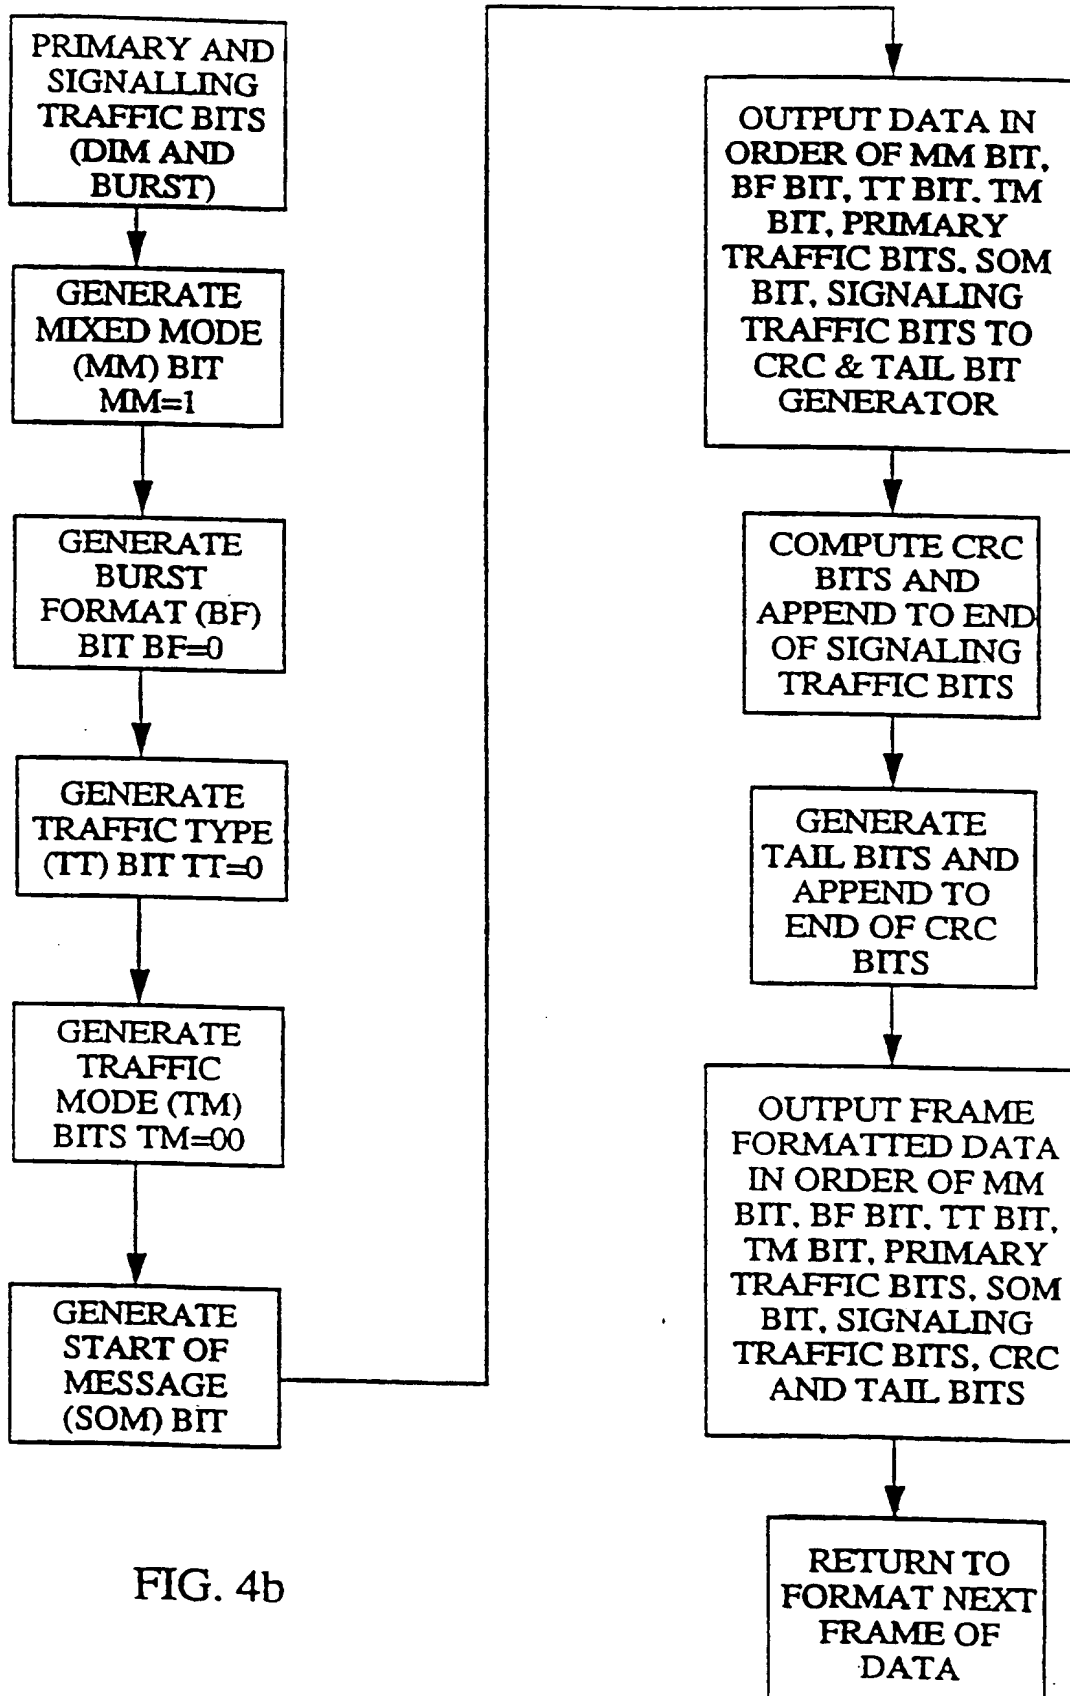 PRIMARY AND
SIGNALLING
TRAFFIC BITS
(DIM AND
BURST)
GENERATE
MIXED MODE
(MM) BIT
MM=1
GENERATE
BURST
FORMAT (BF)
BIT BF=0
GENERATE
TRAFFIC TYPE
(TT) BIT TT=0
GENERATE
TRAFFIC
MODE (TM)
BITS TM=00
GENERATE
START OF
MESSAGE
(SOM) BIT
OUTPUT DATA IN
ORDER OF MM BIT,
BF BIT, TT BIT. TM
BIT, PRIMARY
TRAFFIC BITS, SOM
BIT, SIGNALING
TRAFFIC BITS TO
CRC & TAIL BIT
GENERATOR
COMPUTE CRC
BITS AND
APPEND TO END
OF SIGNALING
TRAFFIC BITS
GENERATE
TAIL BITS AND
APPEND TO
END OF CRC
BITS
OUTPUT FRAME
FORMATTED DATA
IN ORDER OF MM
BIT, BF BIT, TT BIT,
TM BIT, PRIMARY
TRAFFIC BITS, SOM
BIT, SIGNALING
TRAFFIC BITS, CRC
AND TAIL BITS
RETURN TO
FORMAT NEXT
FRAME OF
DATA
FIG. 4b